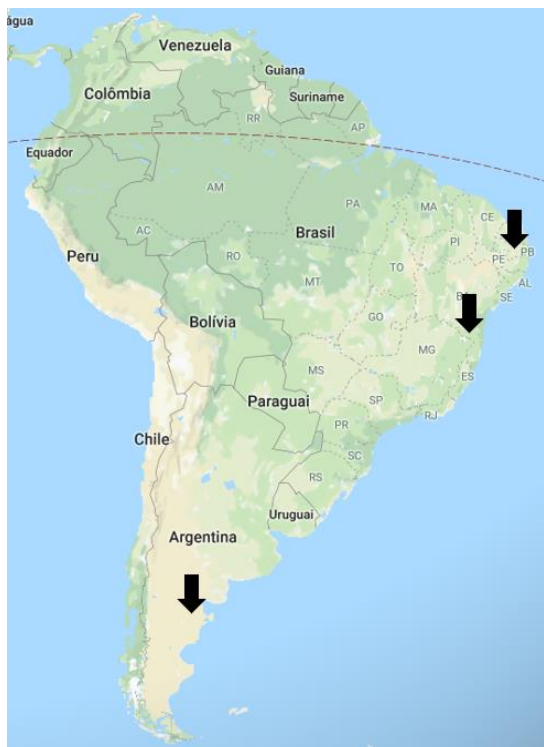 água
Venezuela
Guiana
Colômbia
Suriname
RR
AP
Equador
AM
PA
MA
CE
Brasil
PI
PB
PE
AC
TO
Peru
RO
AL
MT
SE
Bolívia
GO
MG
MS
ES
Paraguai
SP
RJ
PR
Chile
SC
RS
Uruguai
Argentina